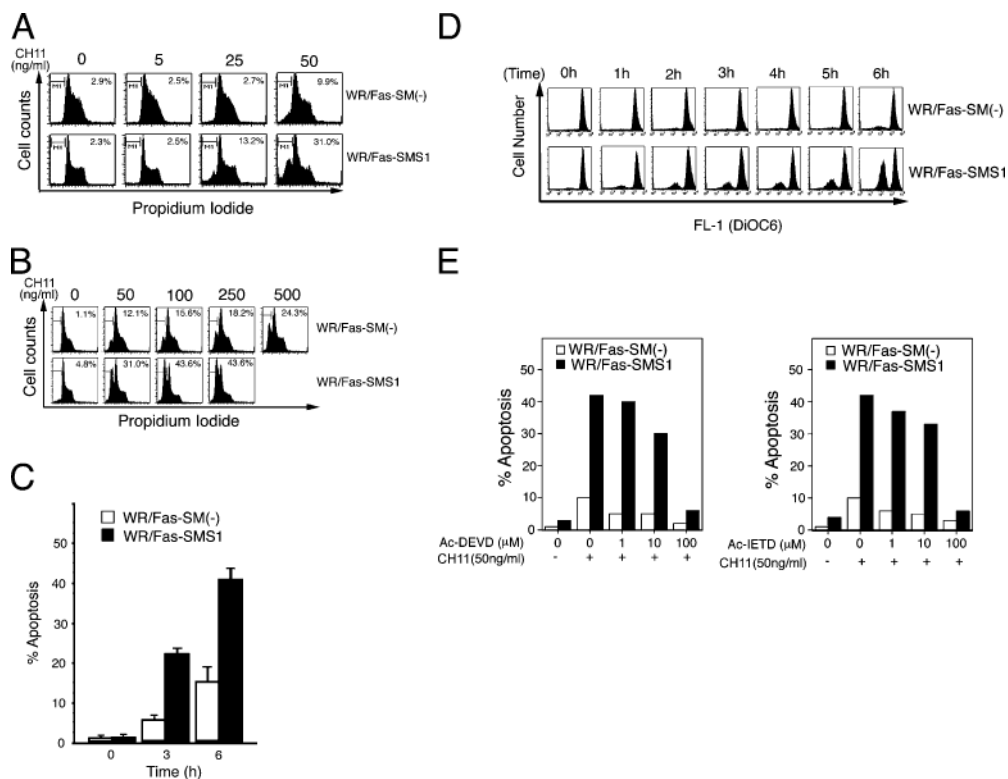 A
CH11
(ng/ml)
0 5 25 50
Cell counts
M1 2.9% M1 2.5% M1 2.7% M1 9.9%
WR/Fas-SM(-)
M1 2.3% M1 2.5% M1 13.2% M1 31.0%
WR/Fas-SMS1
Propidium Iodide
B
CH11
(ng/ml)
0 50 100 250 500
Cell counts
1.1% 12.1% 15.6% 18.2% 24.3%
WR/Fas-SM(-)
4.8% 31.0% 43.6% 43.6%
WR/Fas-SMS1
Propidium Iodide
C
WR/Fas-SM(-)
WR/Fas-SMS1
% Apoptosis
50
40
30
20
10
0
0 3 6
Time (h)
D
(Time) 0h 1h 2h 3h 4h 5h 6h
Cell Number
WR/Fas-SM(-)
WR/Fas-SMS1
FL-1 (DiOC6)
E
WR/Fas-SM(-)
WR/Fas-SMS1
% Apoptosis
50
40
30
20
10
0
Ac-DEVD (μM) 0 0 1 10 100
CH11(50ng/ml) - + + + +
WR/Fas-SM(-)
WR/Fas-SMS1
% Apoptosis
50
40
30
20
10
0
Ac-IETD (μM) 0 0 1 10 100
CH11(50ng/ml) - + + + +